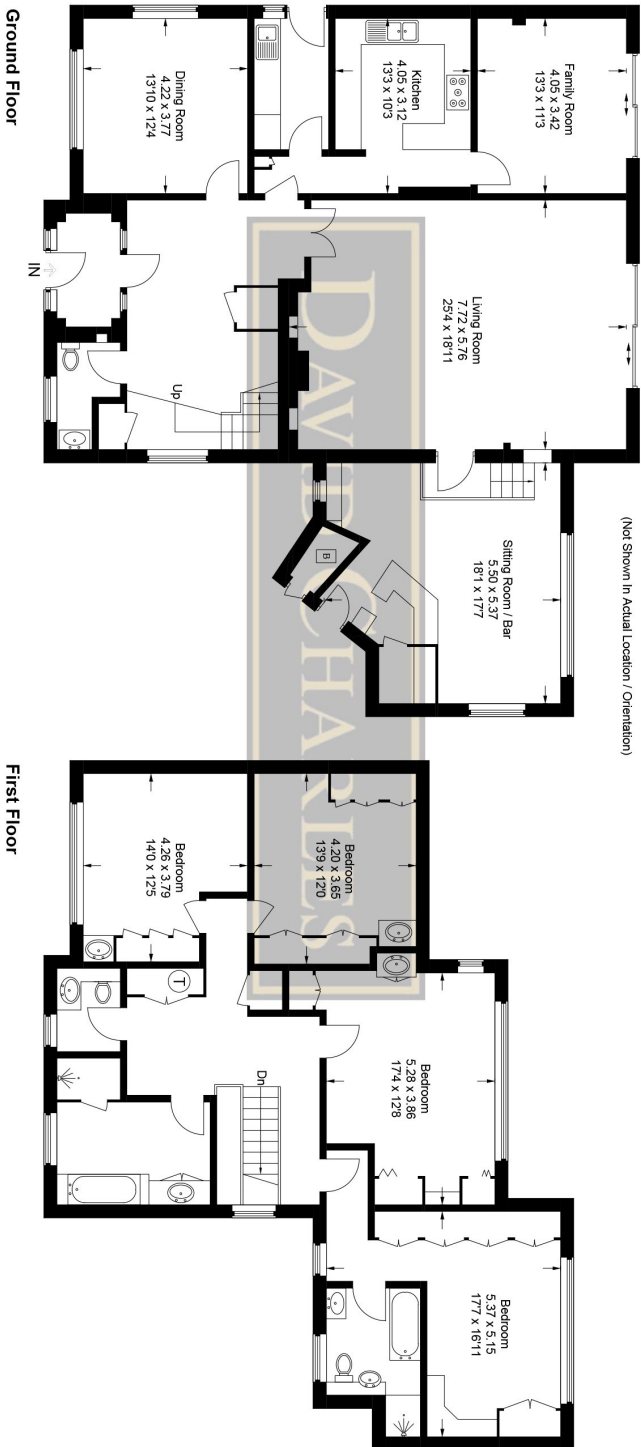 (Not Shown In Actual Location / Orientation)
Family Room
4.05 x 3.42
13'3 x 11'3
Kitchen
4.05 x 3.12
13'3 x 10'3
Dining Room
4.22 x 3.77
13'10 x 12'4
Living Room
7.72 x 5.76
25'4 x 18'11
Up
IN
Sitting Room / Bar
5.50 x 5.37
18'1 x 17'7
B
Ground Floor
DAVID CHARLES
Bedroom
4.20 x 3.65
13'9 x 12'0
Bedroom
4.26 x 3.79
14'0 x 12'5
T
Dn
Bedroom
5.28 x 3.86
17'4 x 12'8
Bedroom
5.37 x 5.15
17'7 x 16'11
First Floor